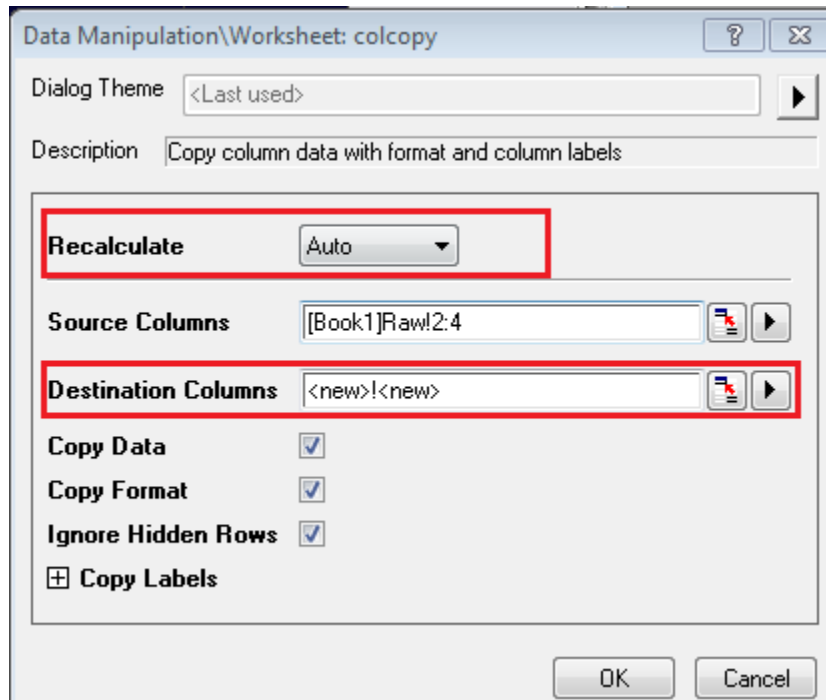 Data Manipulation\Worksheet: colcopy
Dialog Theme <Last used>
Description Copy column data with format and column labels
Recalculate Auto
Source Columns [Book1]Raw!2:4
Destination Columns <new>!<new>
Copy Data
Copy Format
Ignore Hidden Rows
Copy Labels
OK Cancel